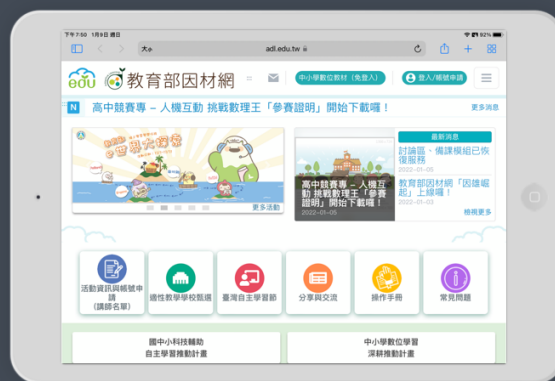 下午7:50 1月9日 週日
92%
大小
adl.edu.tw
edu
教育部因材網
中小學數位教材(免登入)
登入/帳號申請
N
高中競賽專 – 人機互動 挑戰數理王「參賽證明」開始下載囉!
更多消息
世界大探索
更多活動
高中競賽專 – 人機互
動 挑戰數理王「參賽
證明」開始下載囉!
2022-01-05
最新消息
討論區、備課模組已恢
復服務
2022-01-05
教育部因材網「因雄崛
起」上線囉!
2022-01-03
檢視更多
活動資訊與帳號申
請
(講師名單)
適性教學學校甄選
臺灣自主學習節
分享與交流
操作手冊
常見問題
國中小科技輔助
自主學習推動計畫
中小學數位學習
深耕推動計畫